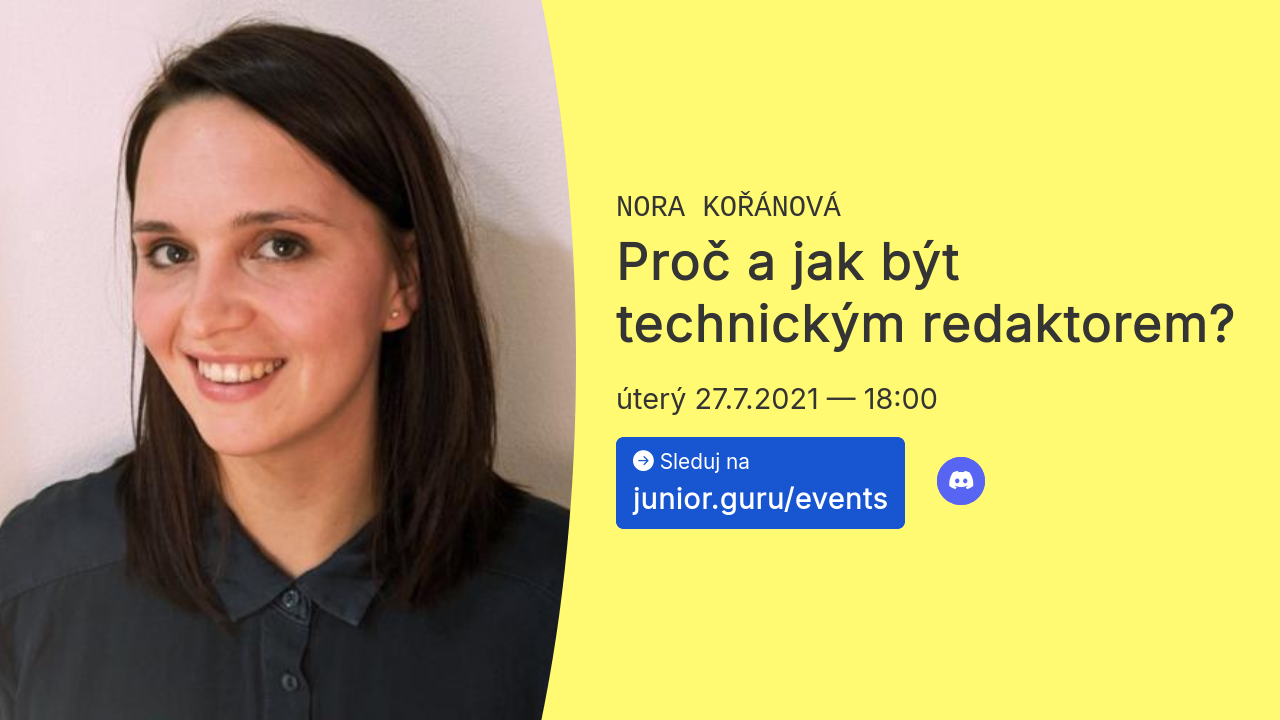 NORA KOŘÁNOVÁ
Proč a jak být
technickým redaktorem?
úterý 27.7.2021 — 18:00
Sleduj na
junior.guru/events